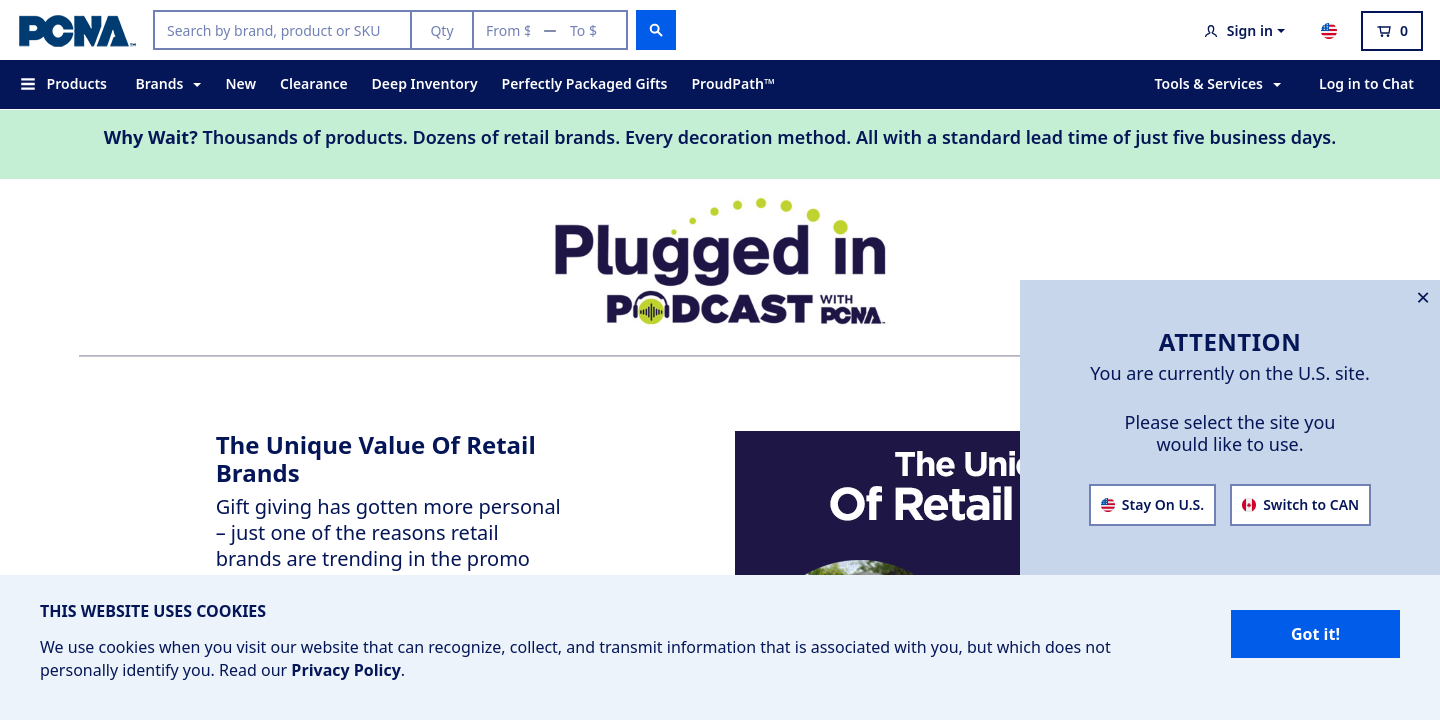 PCNA
Search by brand, product or SKU
Qty
From $ — To $
Sign in
0
Products
Brands
New
Clearance
Deep Inventory
Perfectly Packaged Gifts
ProudPath™
Tools & Services
Log in to Chat
Why Wait? Thousands of products. Dozens of retail brands. Every decoration method. All with a standard lead time of just five business days.
Plugged in
PODCAST WITH PCNA
ATTENTION
You are currently on the U.S. site.
Please select the site you
would like to use.
Stay On U.S.
Switch to CAN
The Unique Value Of Retail
Brands
Gift giving has gotten more personal
– just one of the reasons retail
brands are trending in the promo
The Uni
Of Retail
THIS WEBSITE USES COOKIES
We use cookies when you visit our website that can recognize, collect, and transmit information that is associated with you, but which does not
personally identify you. Read our Privacy Policy.
Got it!